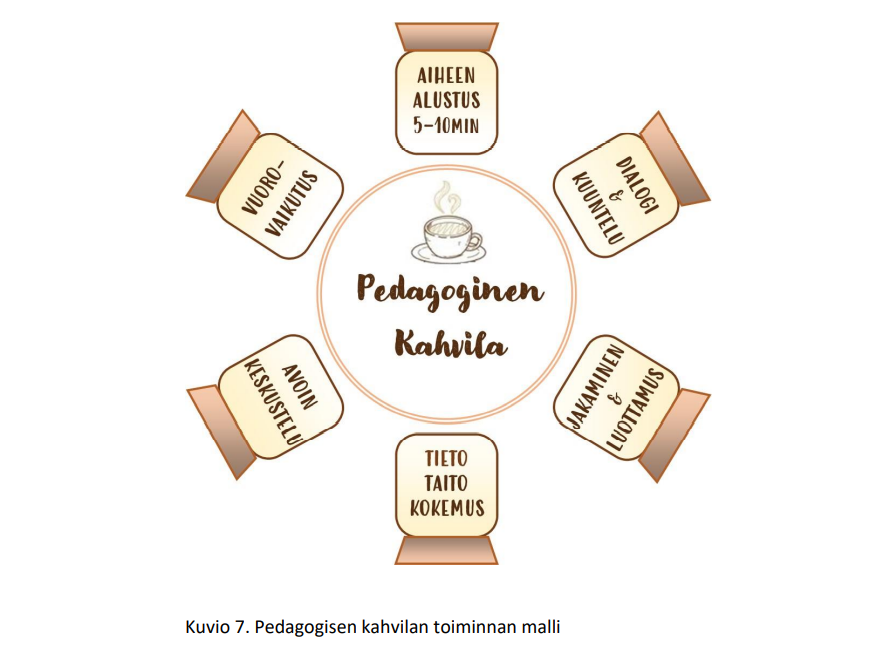 AIHEEN
ALUSTUS
5-10MIN
DIALOGI
&
KUUNTELU
JAKAMINEN
&
LUOTTAMUS
TIETO
TAITO
KOKEMUS
AVOIN
KESKUSTELU
VUORO-
VAIKUTUS
Pedagoginen
Kahvila
Kuvio 7. Pedagogisen kahvilan toiminnan malli